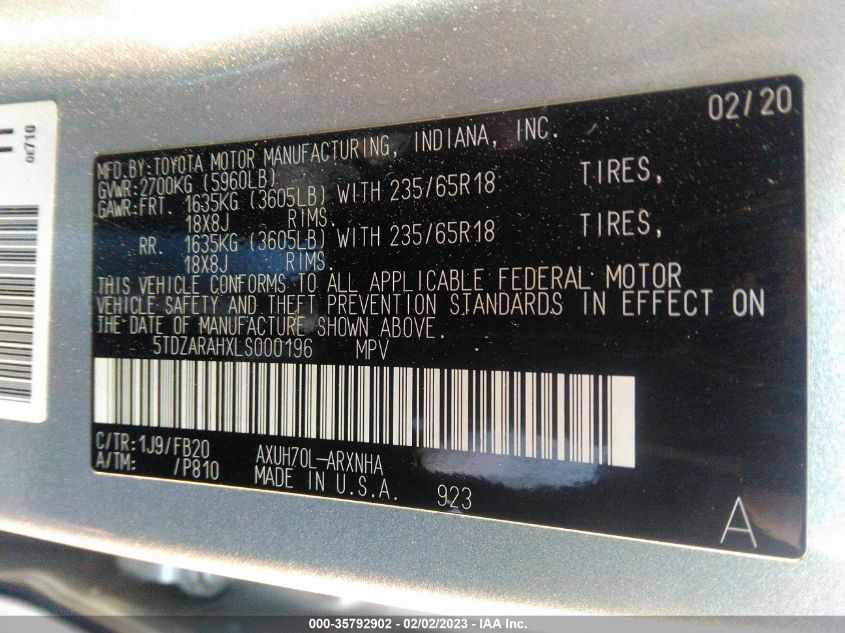 02/20
MFD.BY:TOYOTA MOTOR MANUFACTURING, INDIANA, INC.
GVWR:2700KG (5960LB)
GAWR:FRT. 1635KG (3605LB) WITH 235/65R18 TIRES,
18X8J RIMS.
RR. 1635KG (3605LB) WITH 235/65R18 TIRES,
18X8J RIMS.
THIS VEHICLE CONFORMS TO ALL APPLICABLE FEDERAL MOTOR
VEHICLE SAFETY AND THEFT PREVENTION STANDARDS IN EFFECT ON
THE DATE OF MANUFACTURE SHOWN ABOVE.
5TDZARAHXLS000196 MPV
C/TR:1J9/FB20 AXUH70L-ARXNHA
A/TM: /P810 MADE IN U.S.A. 923
A
0E710
000-35792902 - 02/02/2023 - IAA Inc.